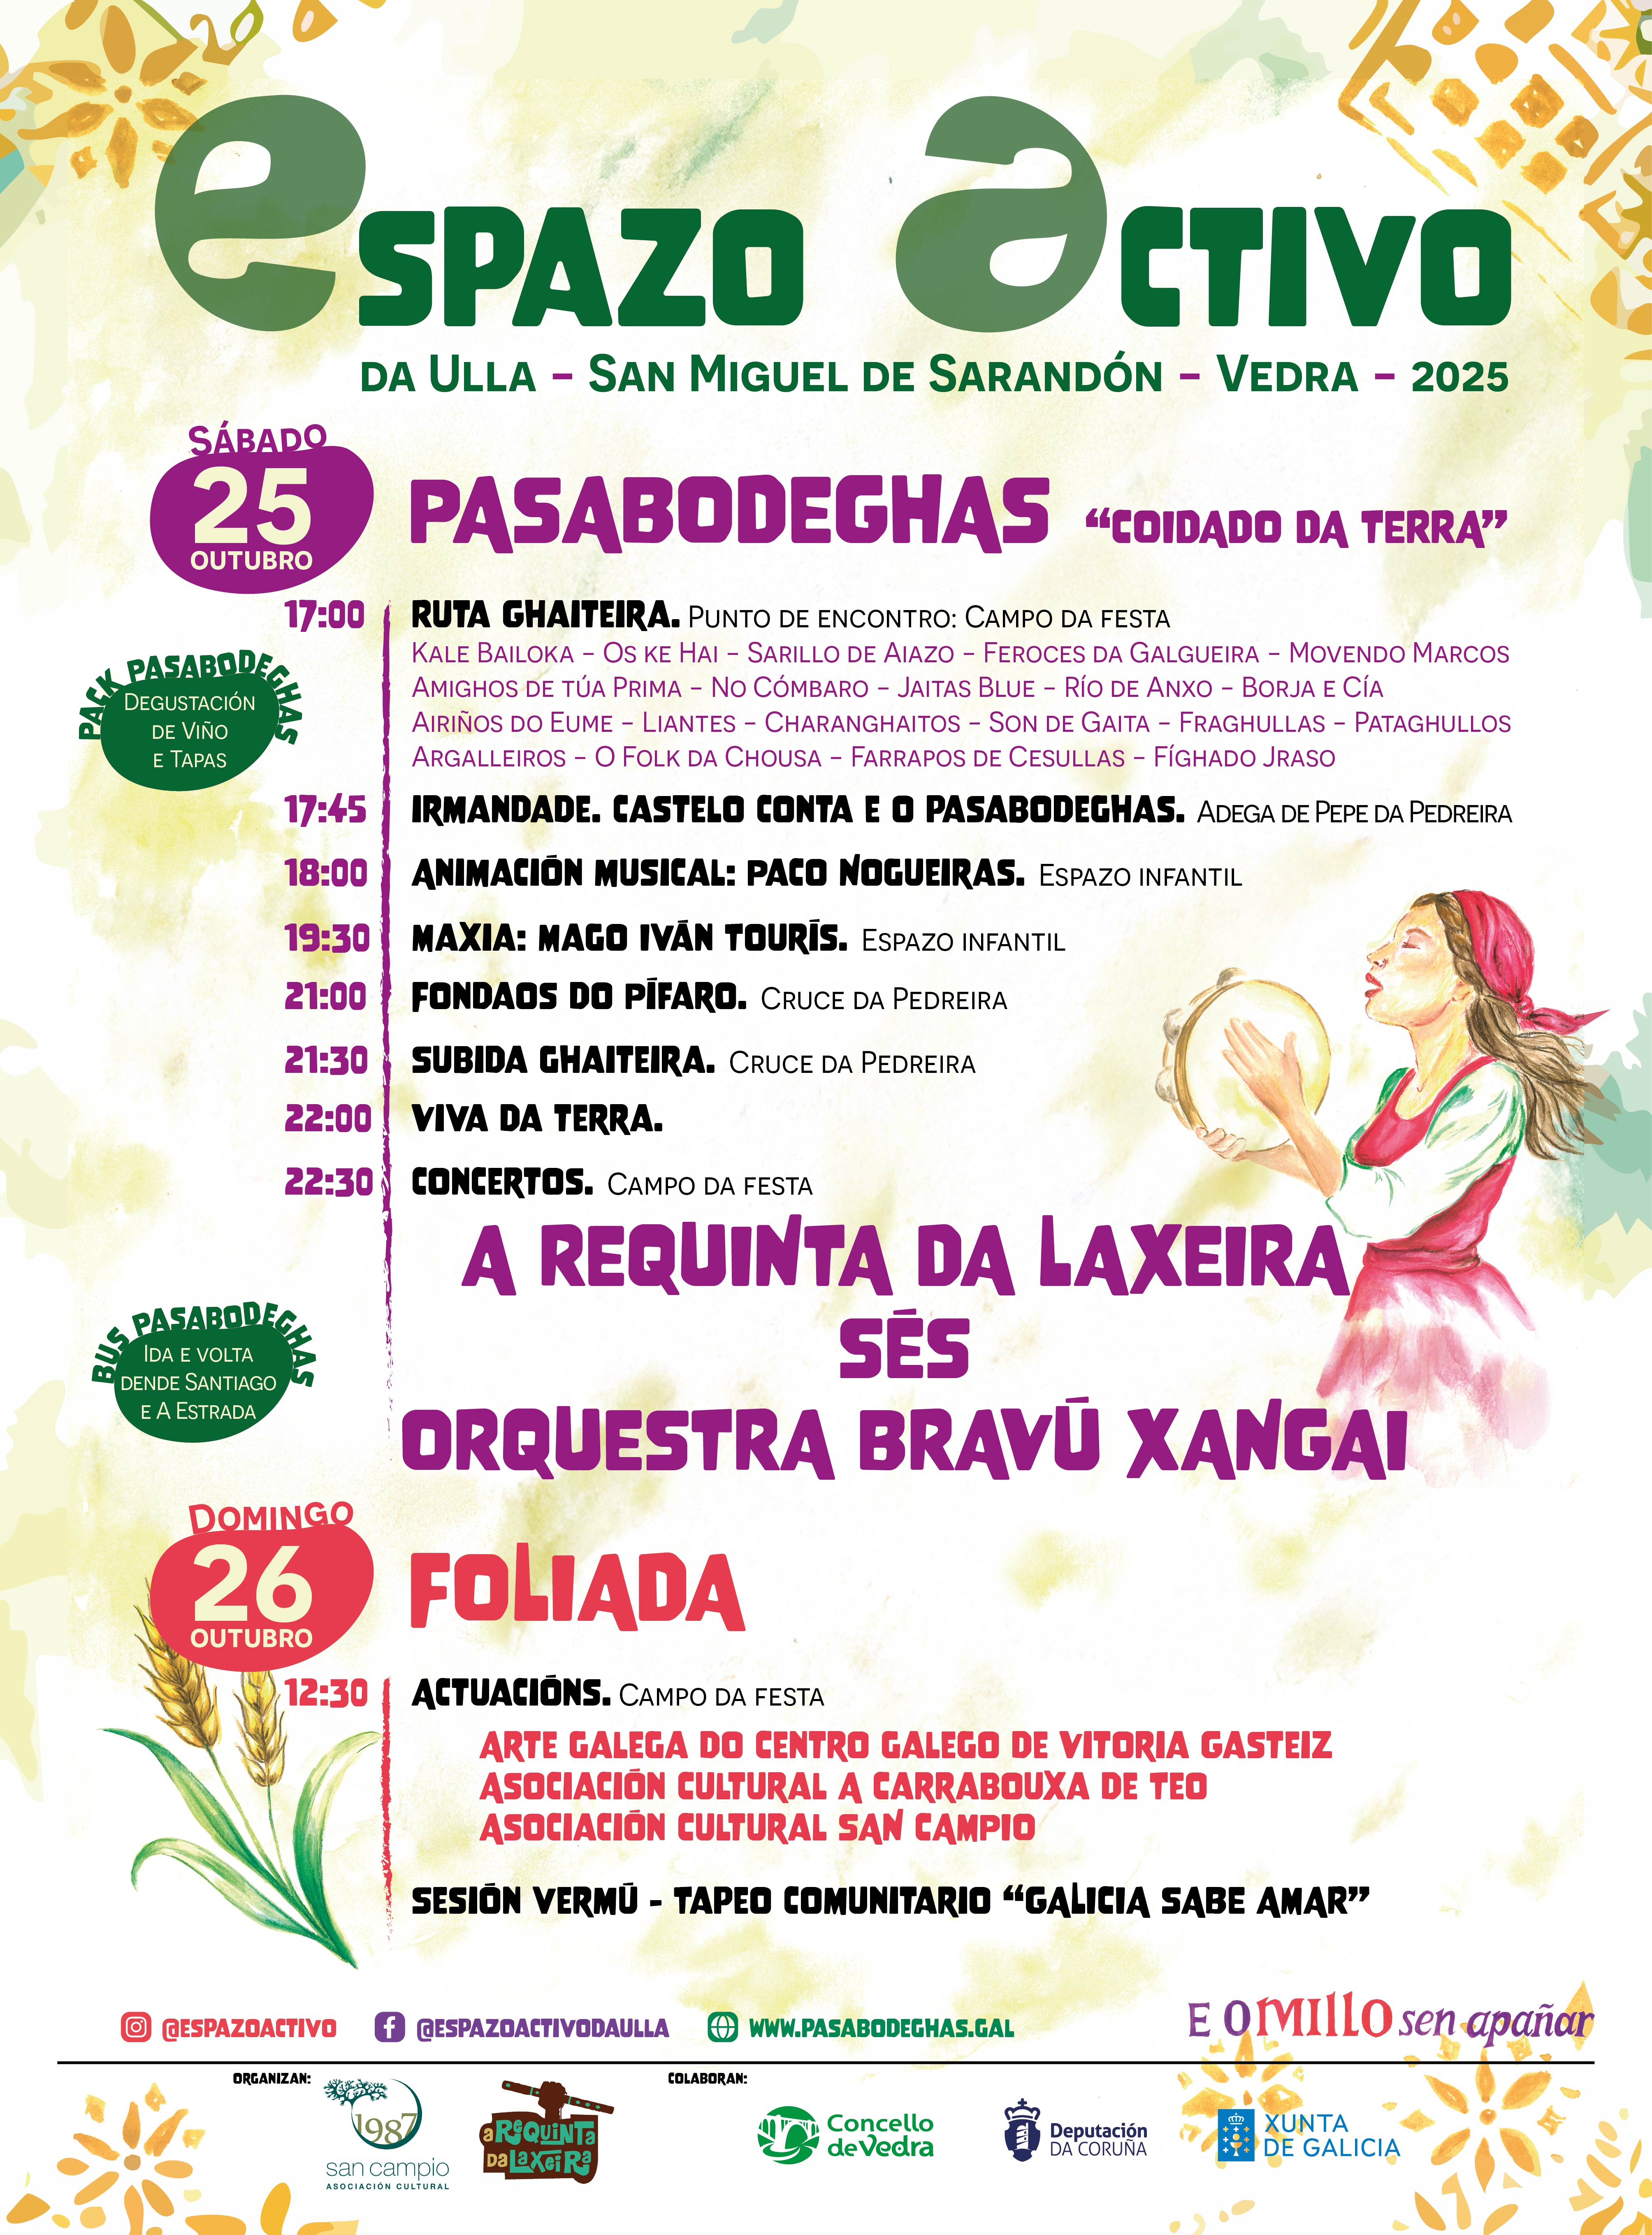 eSPAZO aCTIVO
DA ULLA – SAN MIGUEL DE SARANDÓN – VEDRA – 2025
SÁBADO
25
OUTUBRO
PASABODEGHAS "COIDADO DA TERRA"
17:00 RUTA GHAITEIRA. PUNTO DE ENCONTRO: CAMPO DA FESTA
KALE BAILOKA – OS KE HAI – SARILLO DE AIAZO – FEROCES DA GALGUEIRA – MOVENDO MARCOS
AMIGHOS DE TÚA PRIMA – NO CÓMBARO – JAITAS BLUE – RÍO DE ANXO – BORJA E CÍA
AIRIÑOS DO EUME – LIANTES – CHARANGHAITOS – SON DE GAITA – FRAGHULLAS – PATAGHULLOS
ARGALLEIROS – O FOLK DA CHOUSA – FARRAPOS DE CESULLAS – FÍGHADO JRASO
PACK PASABODEGHAS
DEGUSTACIÓN
DE VIÑO
E TAPAS
17:45 IRMANDADE. CASTELO CONTA E O PASABODEGHAS. ADEGA DE PEPE DA PEDREIRA
18:00 ANIMACIÓN MUSICAL: PACO NOGUEIRAS. ESPAZO INFANTIL
19:30 MAXIA: MAGO IVÁN TOURÍS. ESPAZO INFANTIL
21:00 FONDAOS DO PÍFARO. CRUCE DA PEDREIRA
21:30 SUBIDA GHAITEIRA. CRUCE DA PEDREIRA
22:00 VIVA DA TERRA.
22:30 CONCERTOS. CAMPO DA FESTA
A REQUINTA DA LAXEIRA
SÉS
ORQUESTRA BRAVÚ XANGAI
BUS PASABODEGHAS
IDA E VOLTA
DENDE SANTIAGO
E A ESTRADA
DOMINGO
26
OUTUBRO
FOLIADA
12:30 ACTUACIÓNS. CAMPO DA FESTA
ARTE GALEGA DO CENTRO GALEGO DE VITORIA GASTEIZ
ASOCIACIÓN CULTURAL A CARRABOUXA DE TEO
ASOCIACIÓN CULTURAL SAN CAMPIO
SESIÓN VERMÚ - TAPEO COMUNITARIO "GALICIA SABE AMAR"
@ESPAZOACTIVO @ESPAZOACTIVODAULLA WWW.PASABODEGHAS.GAL
E O MILLO sen apañar
ORGANIZAN:
1987
san campio
ASOCIACIÓN CULTURAL
a REQUINTa
DaLaXeiRa
COLABORAN:
Concello
deVedra
Deputación
DA CORUÑA
XUNTA
DE GALICIA